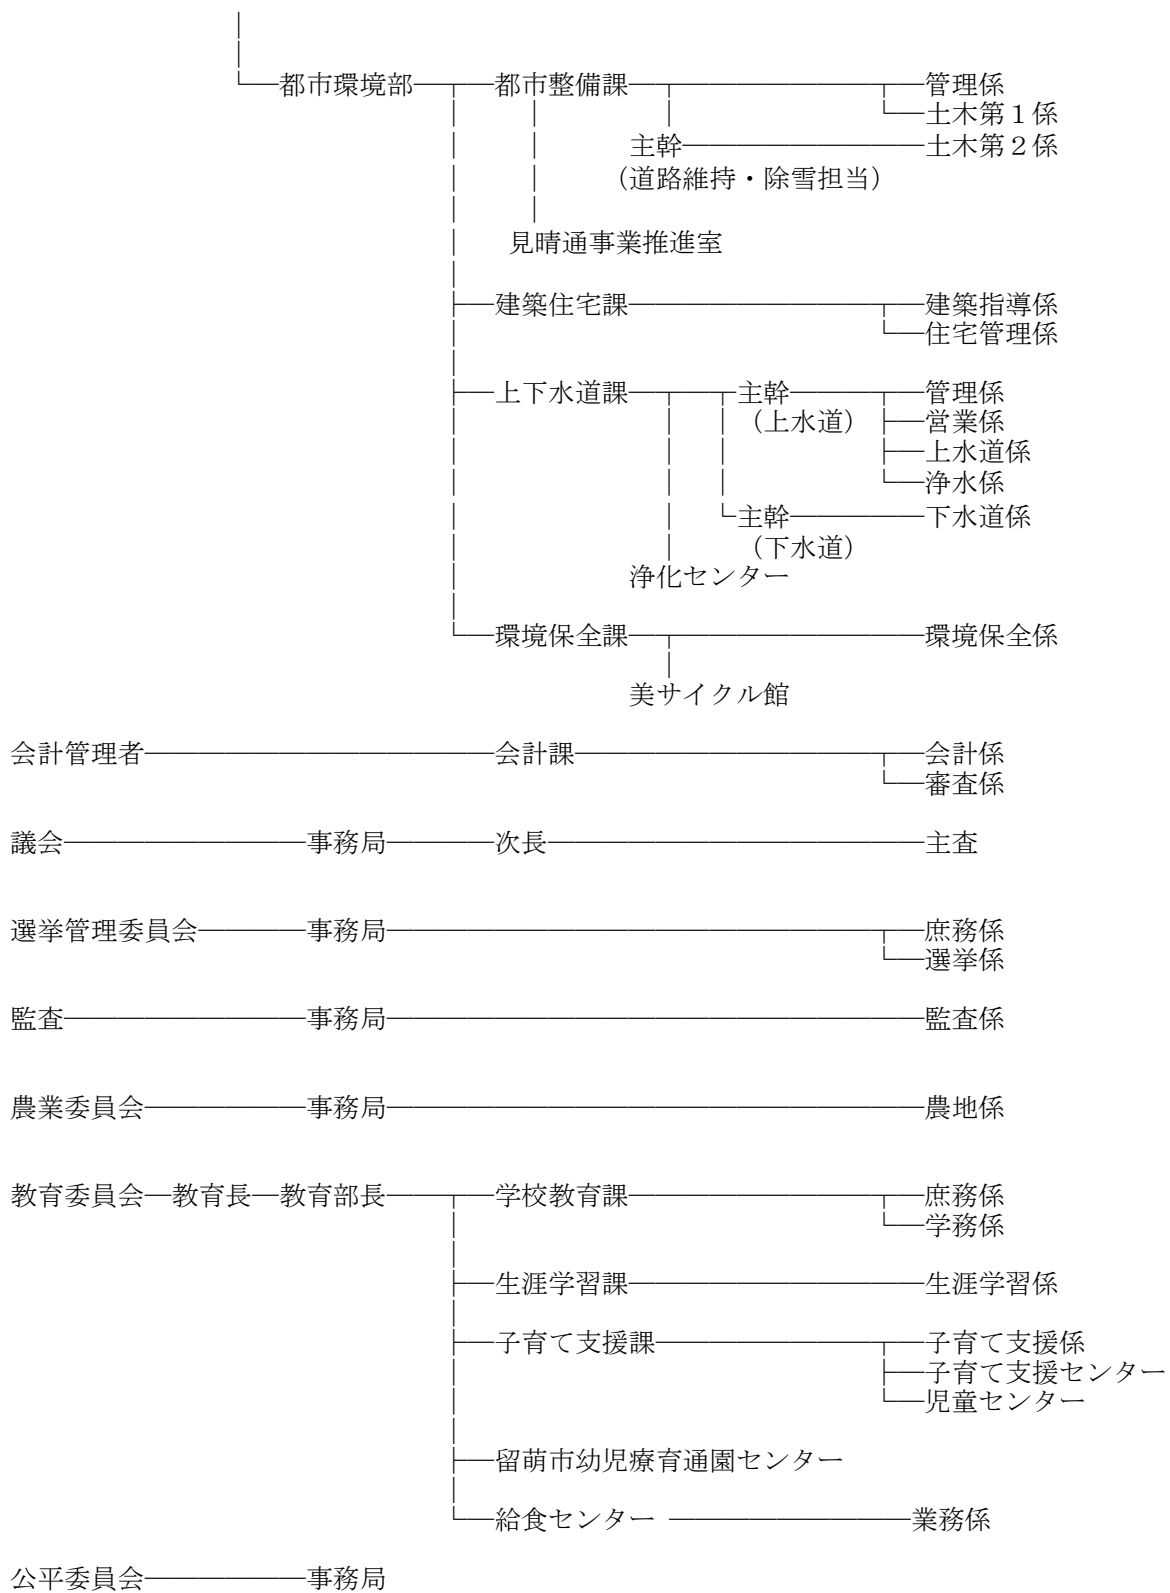 都市環境部 都市整備課 管理係
土木第１係
主幹 土木第２係
（道路維持・除雪担当）
見晴通事業推進室
建築住宅課 建築指導係
住宅管理係
上下水道課 主幹 管理係
（上水道） 営業係
上水道係
浄水係
主幹 下水道係
（下水道）
浄化センター
環境保全課 環境保全係
美サイクル館
会計管理者 会計課 会計係
審査係
議会 事務局 次長 主査
選挙管理委員会 事務局 庶務係
選挙係
監査 事務局 監査係
農業委員会 事務局 農地係
教育委員会 教育長 教育部長 学校教育課 庶務係
学務係
生涯学習課 生涯学習係
子育て支援課 子育て支援係
子育て支援センター
児童センター
留萌市幼児療育通園センター
給食センター 業務係
公平委員会 事務局